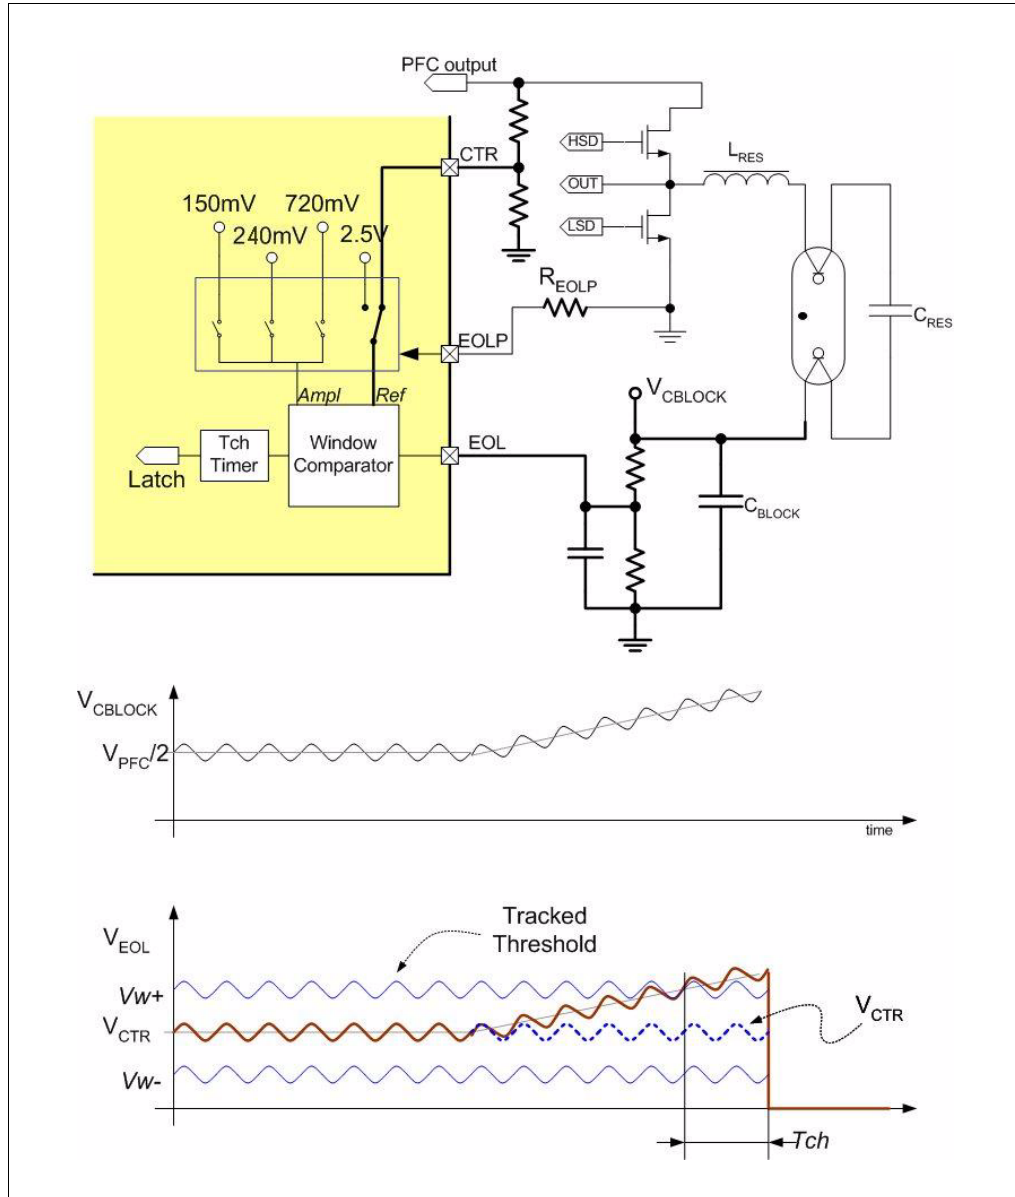 PFC output
HSD
CTR
L_RES
OUT
150mV
720mV
240mV
2.5V
LSD
R_EOLP
C_RES
EOLP
V_CBLOCK
Ampl
Ref
EOL
Tch
Timer
Window
Comparator
Latch
C_BLOCK
V_CBLOCK
V_PFC/2
time
Tracked
Threshold
V_EOL
Vw+
V_CTR
V_CTR
Vw-
Tch